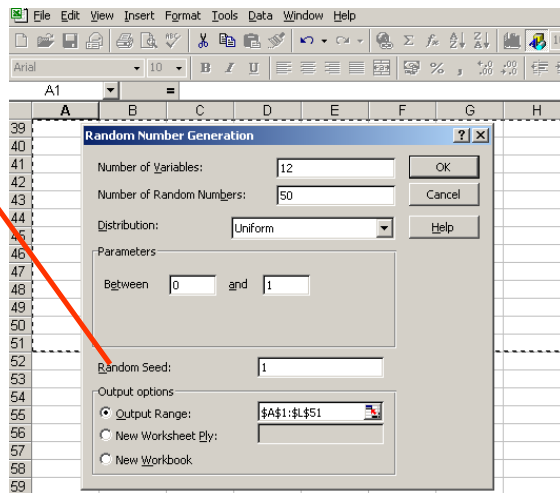 File Edit View Insert Format Tools Data Window Help
Arial 10 B I U
A1 =
A B C D E F G H
39
Random Number Generation
40
41
Number of Variables: 12 OK
42
Number of Random Numbers: 50 Cancel
43
44
Distribution: Uniform Help
45
46
Parameters
47
48
Between 0 and 1
49
50
51
52
Random Seed: 1
53
54
Output options
55
Output Range: $A$1:$L$51
56
New Worksheet Ply:
57
58
New Workbook
59